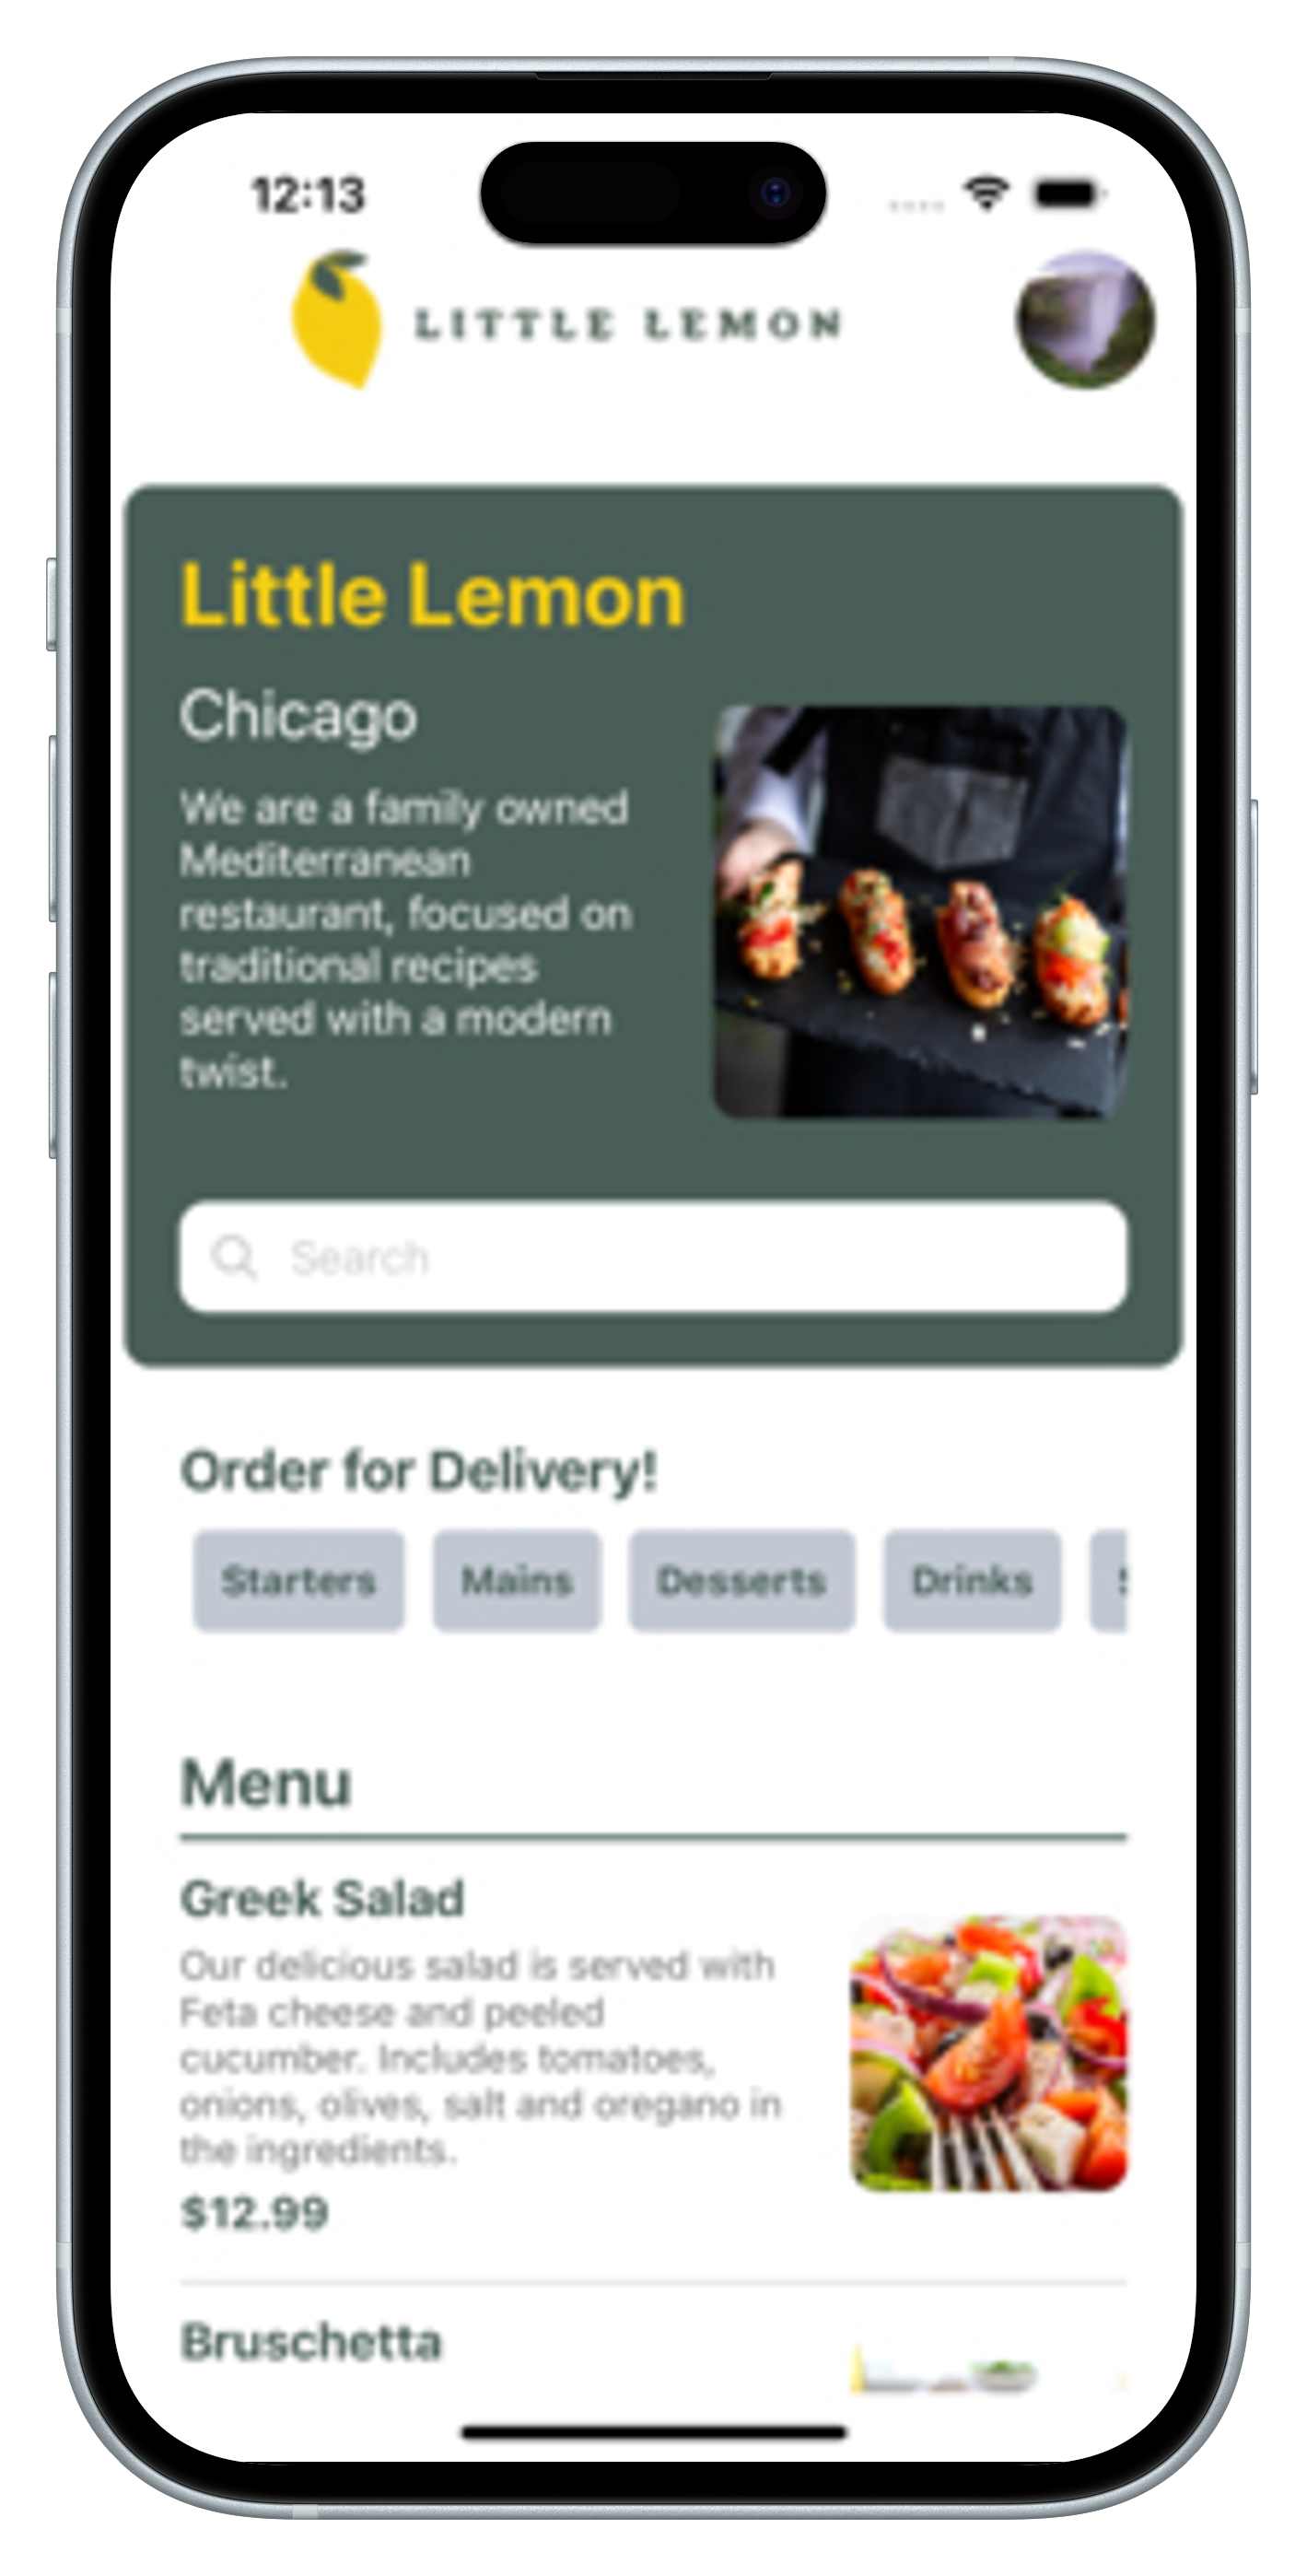 12:13
LITTLE LEMON
Little Lemon
Chicago
We are a family owned
Mediterranean
restaurant, focused on
traditional recipes
served with a modern
twist.
Search
Order for Delivery!
Starters Mains Desserts Drinks
Menu
Greek Salad
Our delicious salad is served with
Feta cheese and peeled
cucumber. Includes tomatoes,
onions, olives, salt and oregano in
the ingredients.
$12.99
Bruschetta